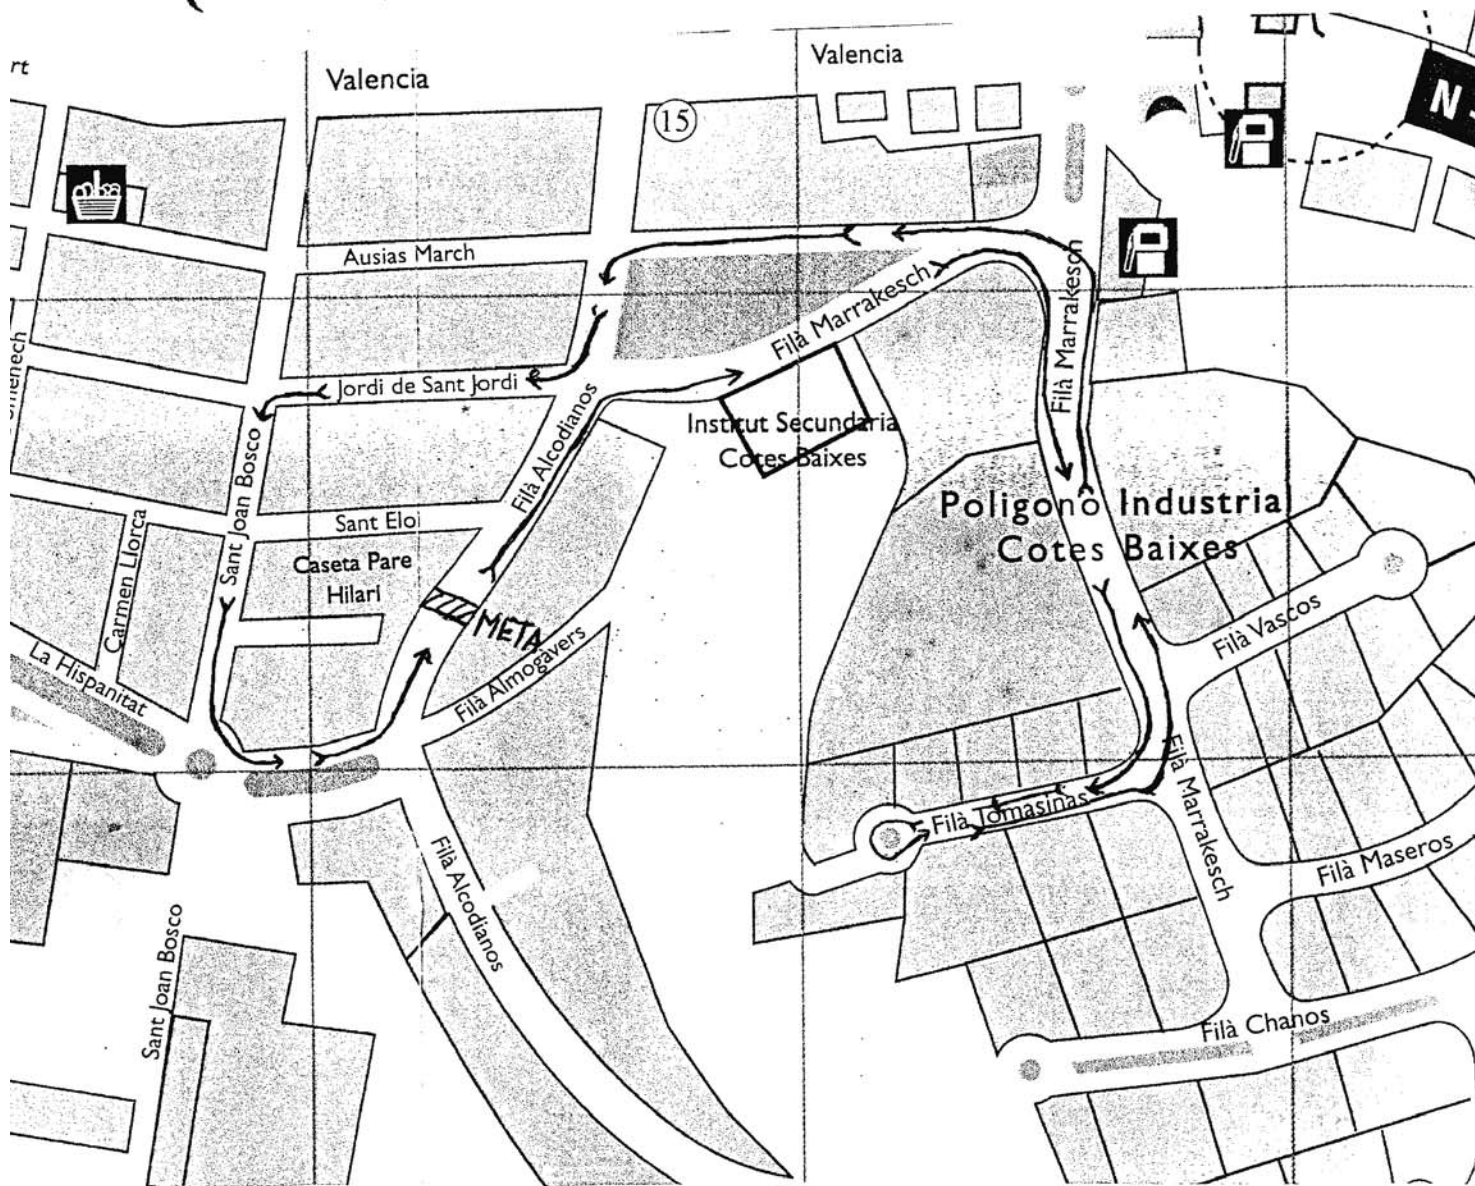 rt
Valencia
Valencia
15
N
Ausias March
Filà Marrakesch
Filà Marrakesch
Jordi de Sant Jordi
Filà Alcodianos
Institut Secundaria
Cotes Baixes
Sant Joan Bosco
Poligono Industria
Cotes Baixes
Sant Eloi
Carmen Llorca
Caseta Pare
Hilari
META
Filà Vascos
La Hispanitat
Filà Almogavers
Filà Marrakesch
Filà Tomasinas
Filà Maseros
Filà Alcodianos
Sant Joan Bosco
Filà Chanos